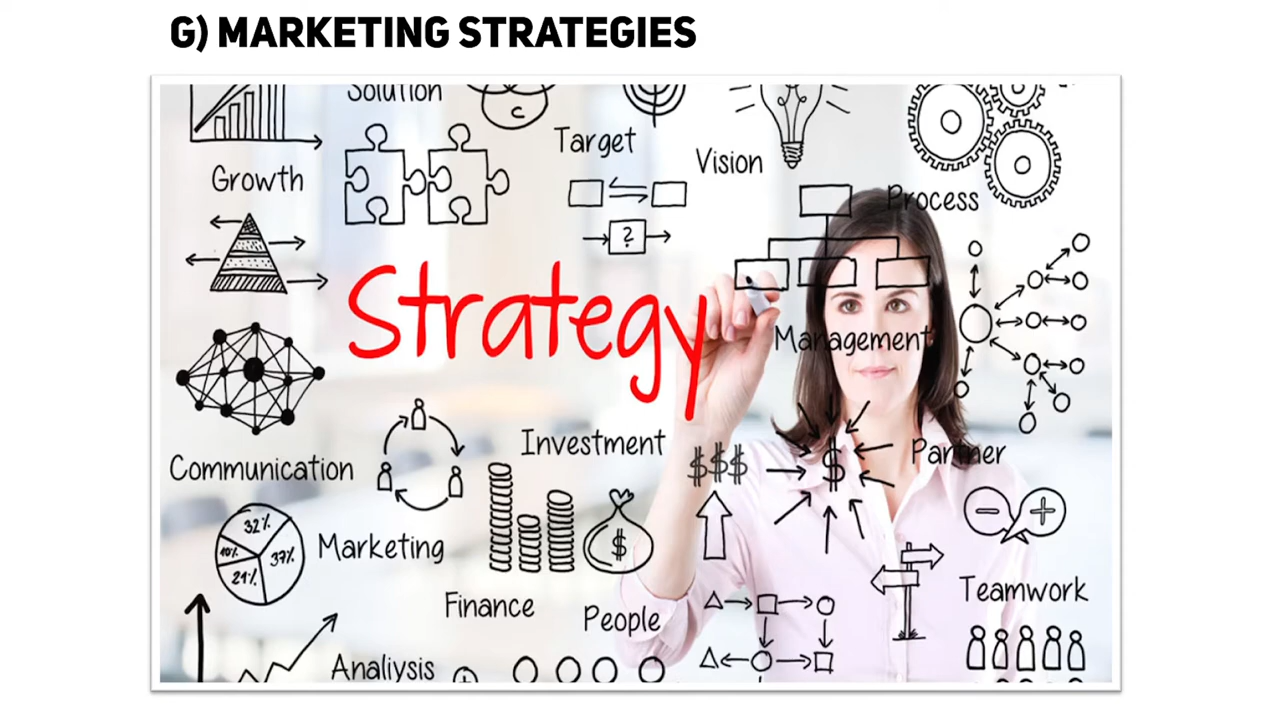 G) MARKETING STRATEGIES
Solution
C
Target
Vision
Growth
Process
?
Strategy
Management
Investment
$$$
$
Partner
Communication
32%
10%
37%
21%
Marketing
$
- +
Finance
People
Teamwork
Analiysis